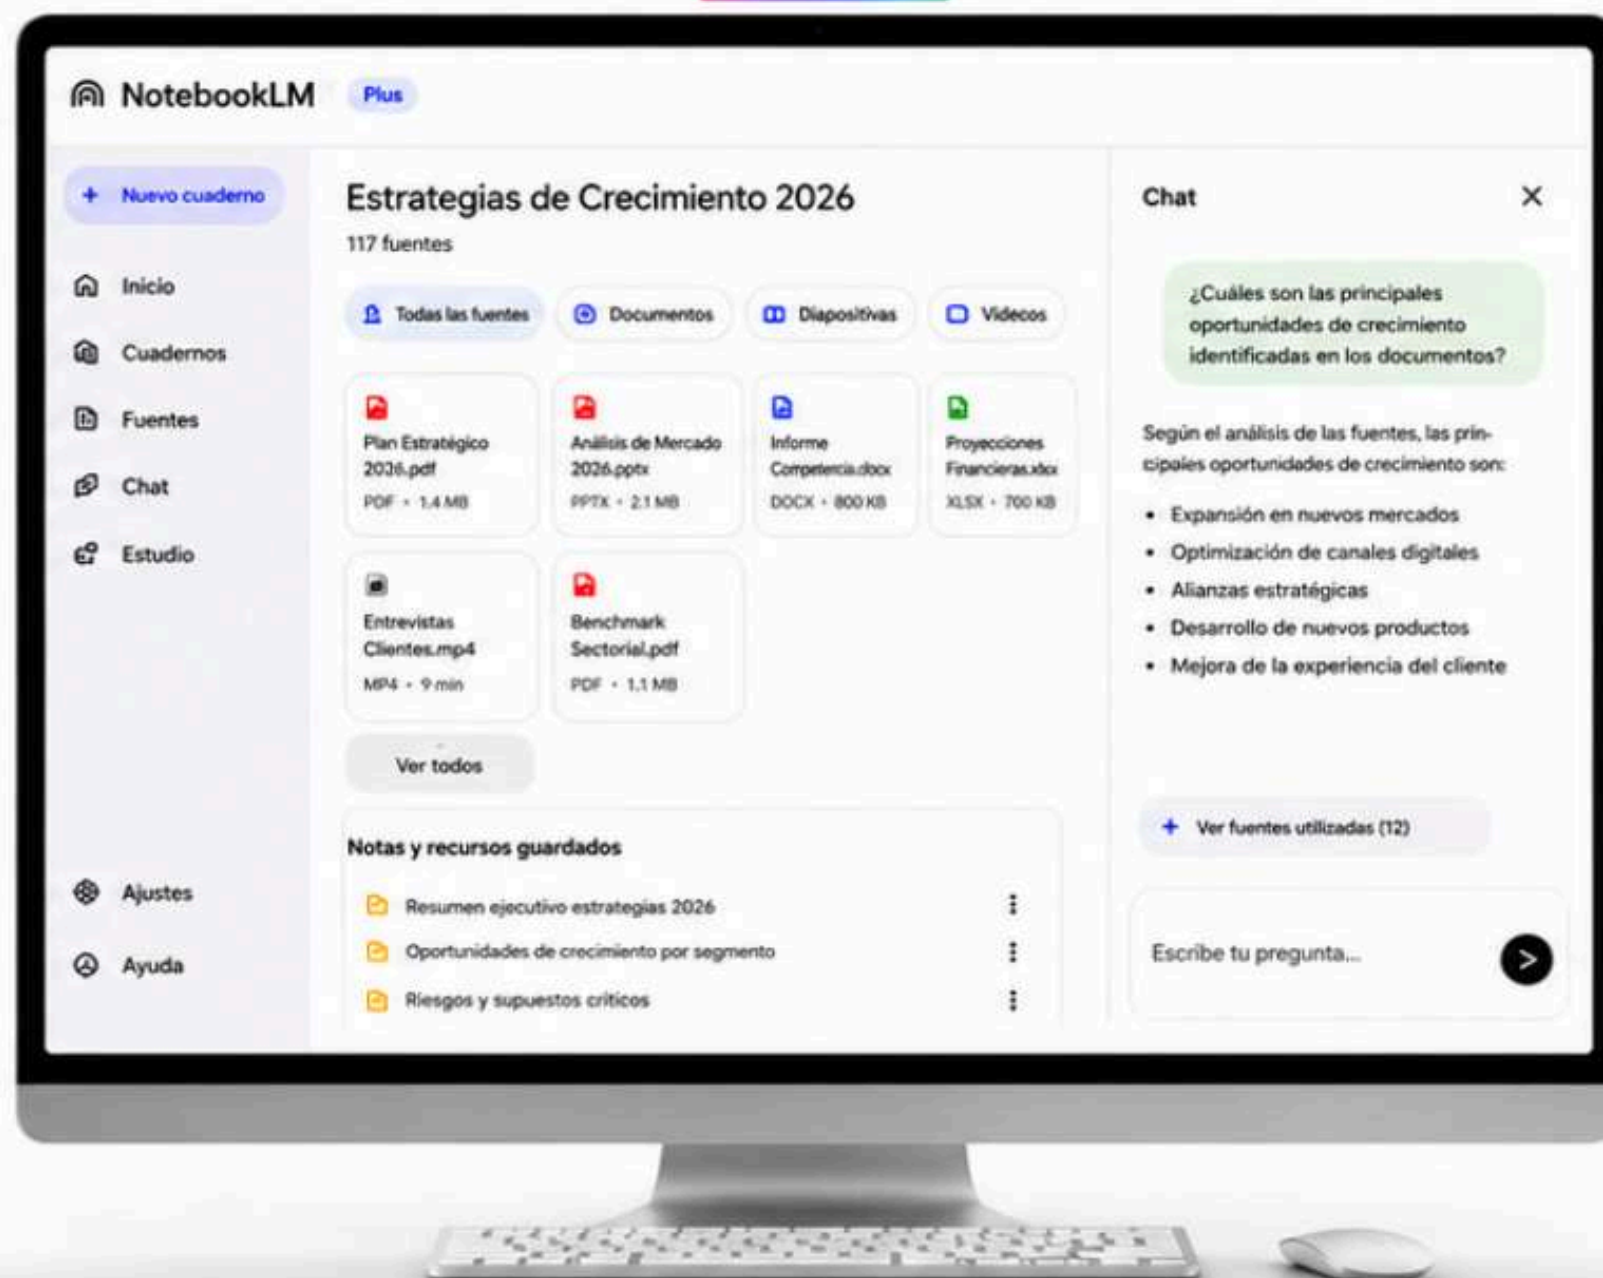 NotebookLM
Plus
+ Nuevo cuaderno
Inicio
Cuadernos
Fuentes
Chat
Estudio
Ajustes
Ayuda
Estrategias de Crecimiento 2026
117 fuentes
Todas las fuentes
Documentos
Diapositivas
Videcos
Plan Estratégico
2036.pdf
PDF • 1.4 MB
Análisis de Mercado
2026.pptx
PPTX • 2.1 MB
Informe
Competencia.docx
DOCX • 800 KB
Proyecciones
Financieras.xlsx
XLSX • 700 KB
Entrevistas
Clientes.mp4
MP4 • 9 min
Benchmark
Sectorial.pdf
PDF • 1.1 MB
Ver todos
Notas y recursos guardados
Resumen ejecutivo estrategias 2026
Oportunidades de crecimiento por segmento
Riesgos y supuestos críticos
Chat
¿Cuáles son las principales
oportunidades de crecimiento
identificadas en los documentos?
Según el análisis de las fuentes, las prin-
cipales oportunidades de crecimiento son:
• Expansión en nuevos mercados
• Optimización de canales digitales
• Alianzas estratégicas
• Desarrollo de nuevos productos
• Mejora de la experiencia del cliente
+ Ver fuentes utilizadas (12)
Escribe tu pregunta...